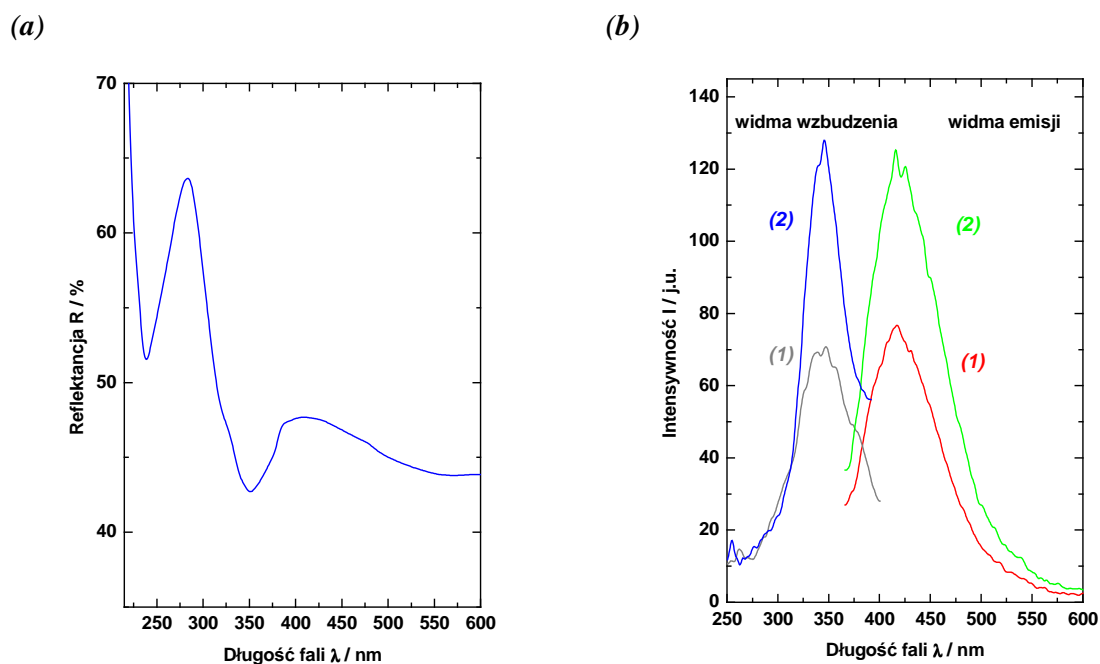 (a)
(b)
70
60
50
40
250 300 350 400 450 500 550 600
Reflektancja R / %
Długość fali λ / nm
140
120
100
80
60
40
20
0
250 300 350 400 450 500 550 600
Intensywność I / j.u.
Długość fali λ / nm
widma wzbudzenia
widma emisji
(2)
(2)
(1)
(1)